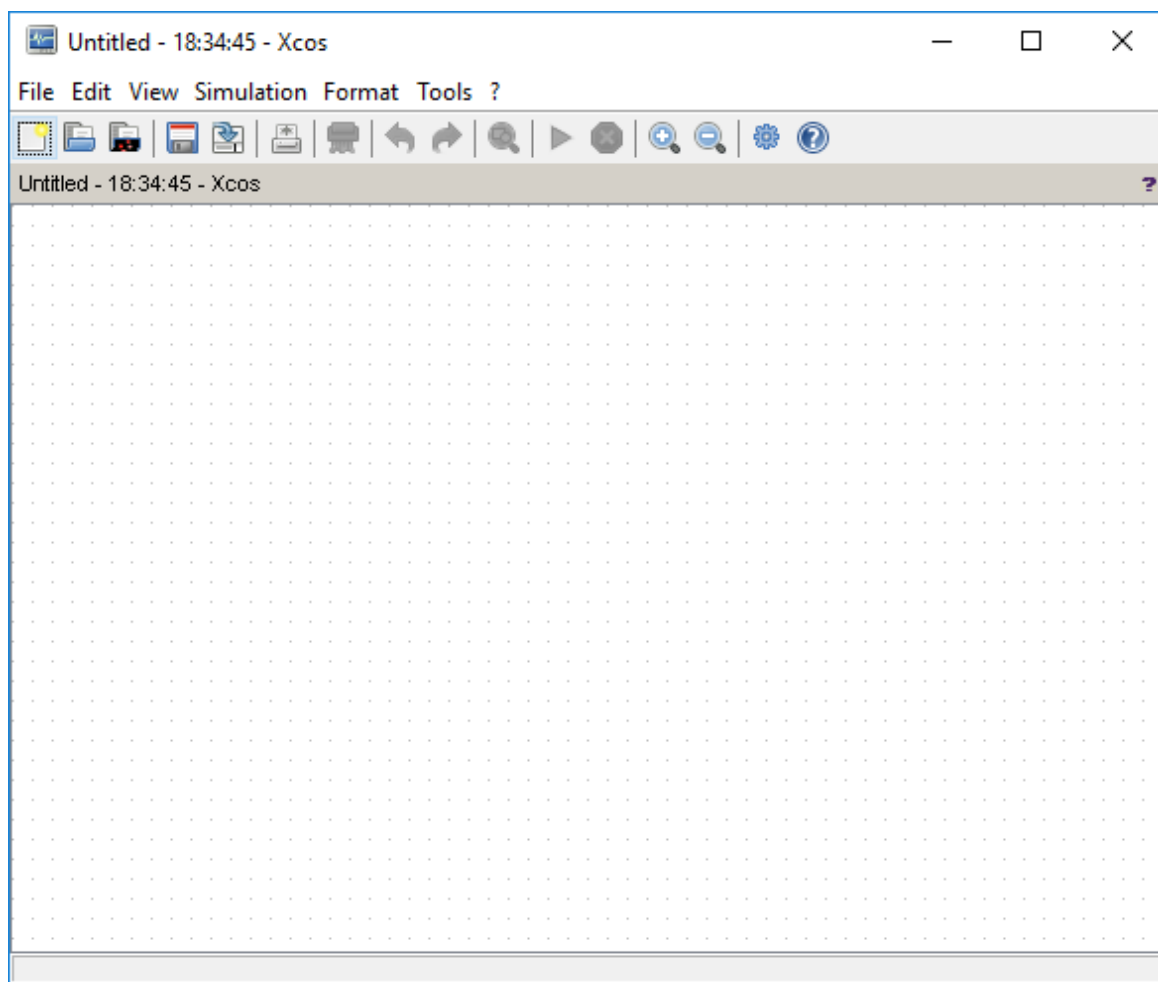 Untitled - 18:34:45 - Xcos
File Edit View Simulation Format Tools ?
Untitled - 18:34:45 - Xcos ?